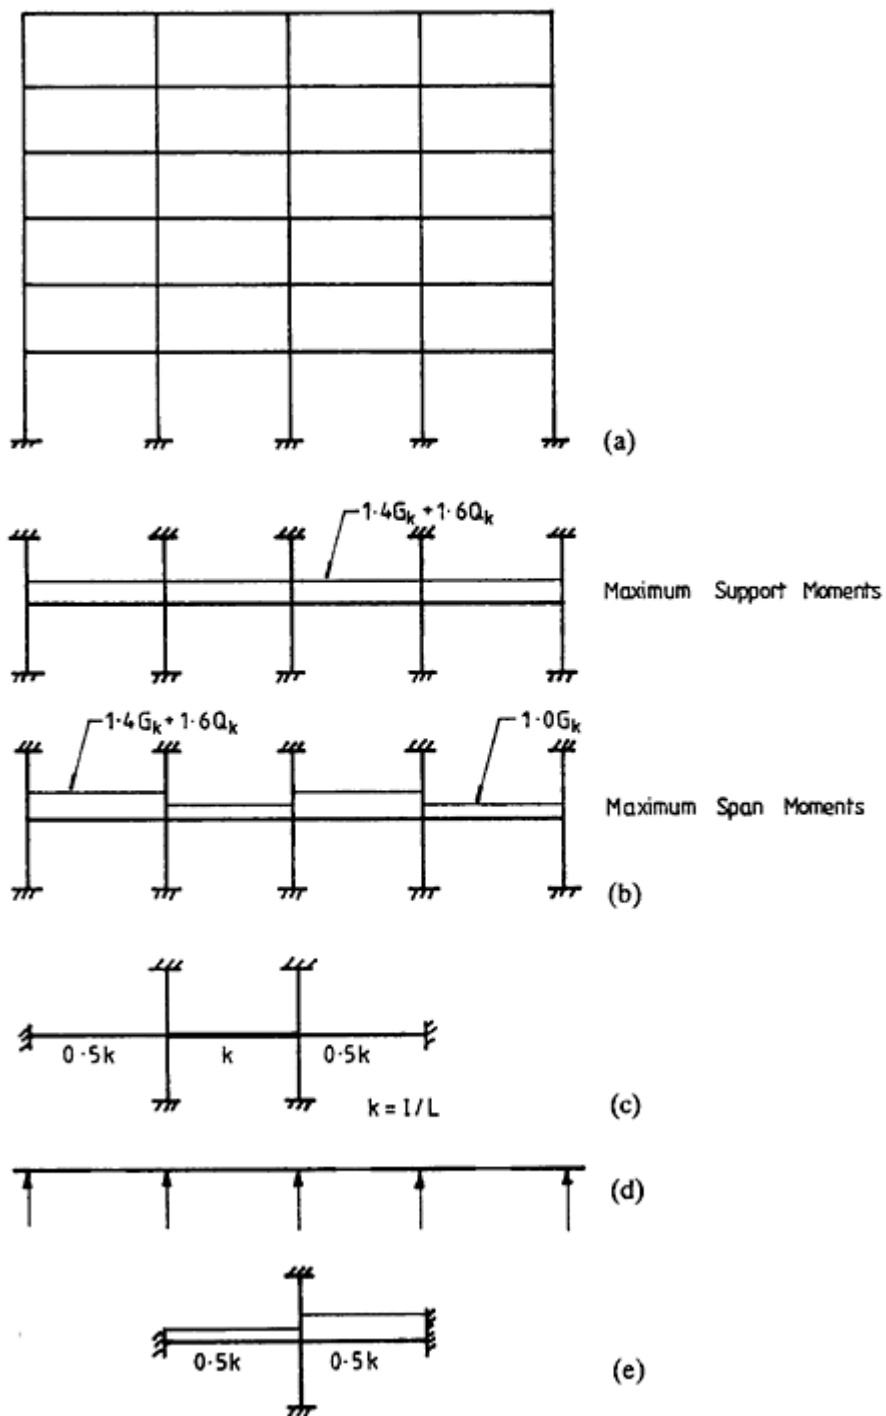 (a)
1·4Gk + 1·6Qk
Maximum Support Moments
1·4Gk + 1·6Qk
1·0Gk
Maximum Span Moments
(b)
0·5k k 0·5k
k = I/L
(c)
(d)
0·5k 0·5k
(e)